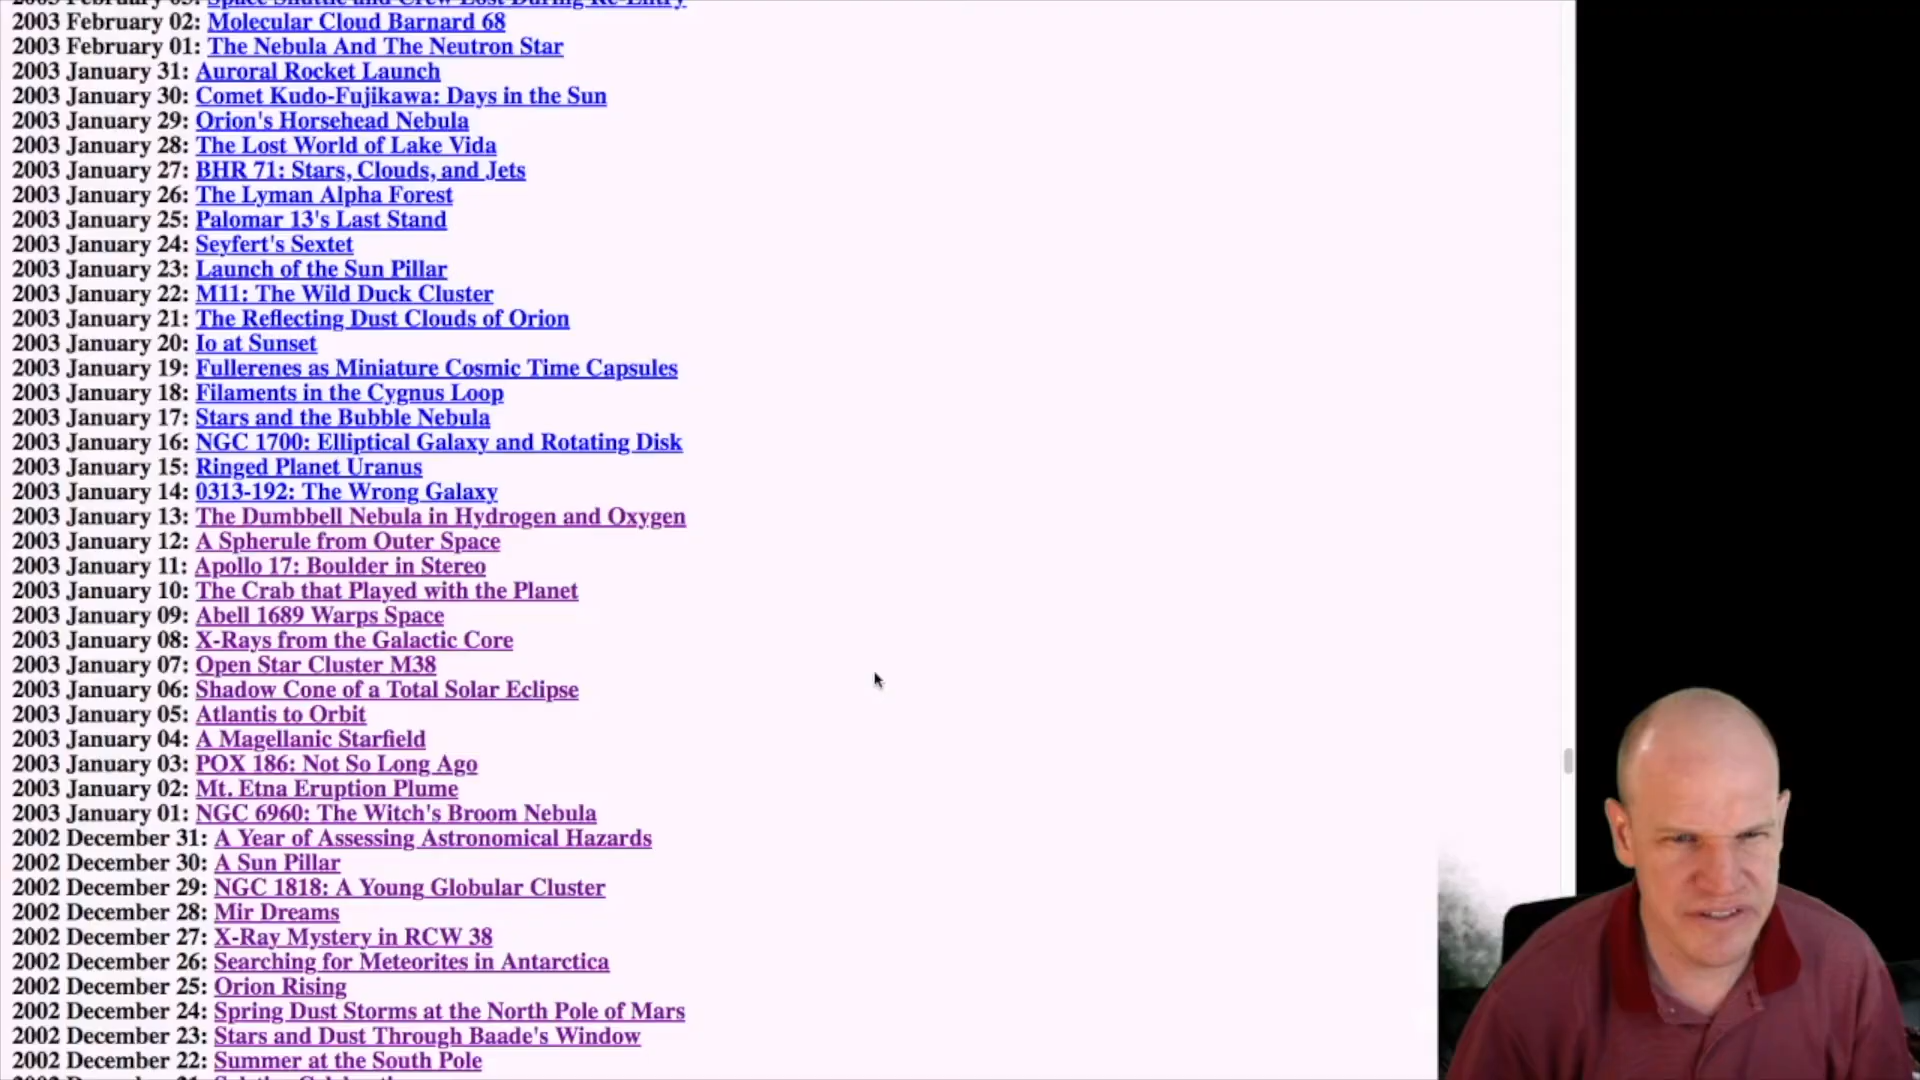 2003 February 03: Space Shuttle and Crew Lost During Re-Entry
2003 February 02: Molecular Cloud Barnard 68
2003 February 01: The Nebula And The Neutron Star
2003 January 31: Auroral Rocket Launch
2003 January 30: Comet Kudo-Fujikawa: Days in the Sun
2003 January 29: Orion's Horsehead Nebula
2003 January 28: The Lost World of Lake Vida
2003 January 27: BHR 71: Stars, Clouds, and Jets
2003 January 26: The Lyman Alpha Forest
2003 January 25: Palomar 13's Last Stand
2003 January 24: Seyfert's Sextet
2003 January 23: Launch of the Sun Pillar
2003 January 22: M11: The Wild Duck Cluster
2003 January 21: The Reflecting Dust Clouds of Orion
2003 January 20: Io at Sunset
2003 January 19: Fullerenes as Miniature Cosmic Time Capsules
2003 January 18: Filaments in the Cygnus Loop
2003 January 17: Stars and the Bubble Nebula
2003 January 16: NGC 1700: Elliptical Galaxy and Rotating Disk
2003 January 15: Ringed Planet Uranus
2003 January 14: 0313-192: The Wrong Galaxy
2003 January 13: The Dumbbell Nebula in Hydrogen and Oxygen
2003 January 12: A Spherule from Outer Space
2003 January 11: Apollo 17: Boulder in Stereo
2003 January 10: The Crab that Played with the Planet
2003 January 09: Abell 1689 Warps Space
2003 January 08: X-Rays from the Galactic Core
2003 January 07: Open Star Cluster M38
2003 January 06: Shadow Cone of a Total Solar Eclipse
2003 January 05: Atlantis to Orbit
2003 January 04: A Magellanic Starfield
2003 January 03: POX 186: Not So Long Ago
2003 January 02: Mt. Etna Eruption Plume
2003 January 01: NGC 6960: The Witch's Broom Nebula
2002 December 31: A Year of Assessing Astronomical Hazards
2002 December 30: A Sun Pillar
2002 December 29: NGC 1818: A Young Globular Cluster
2002 December 28: Mir Dreams
2002 December 27: X-Ray Mystery in RCW 38
2002 December 26: Searching for Meteorites in Antarctica
2002 December 25: Orion Rising
2002 December 24: Spring Dust Storms at the North Pole of Mars
2002 December 23: Stars and Dust Through Baade's Window
2002 December 22: Summer at the South Pole